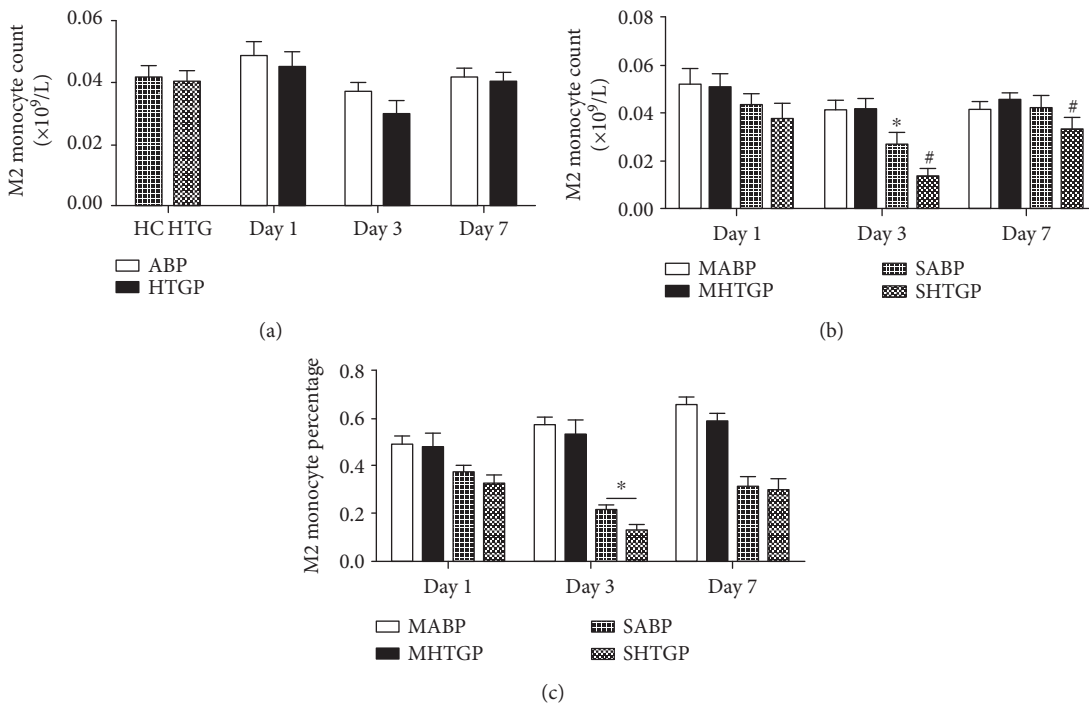 M2 monocyte count
(×10⁹/L)
0.06
0.04
0.02
0.00
HC HTG
Day 1
Day 3
Day 7
ABP
HTGP
(a)
M2 monocyte count
(×10⁹/L)
0.08
0.06
0.04
0.02
0.00
*
#
#
Day 1
Day 3
Day 7
MABP
SABP
MHTGP
SHTGP
(b)
M2 monocyte percentage
0.8
0.6
0.4
0.2
0.0
*
Day 1
Day 3
Day 7
MABP
SABP
MHTGP
SHTGP
(c)